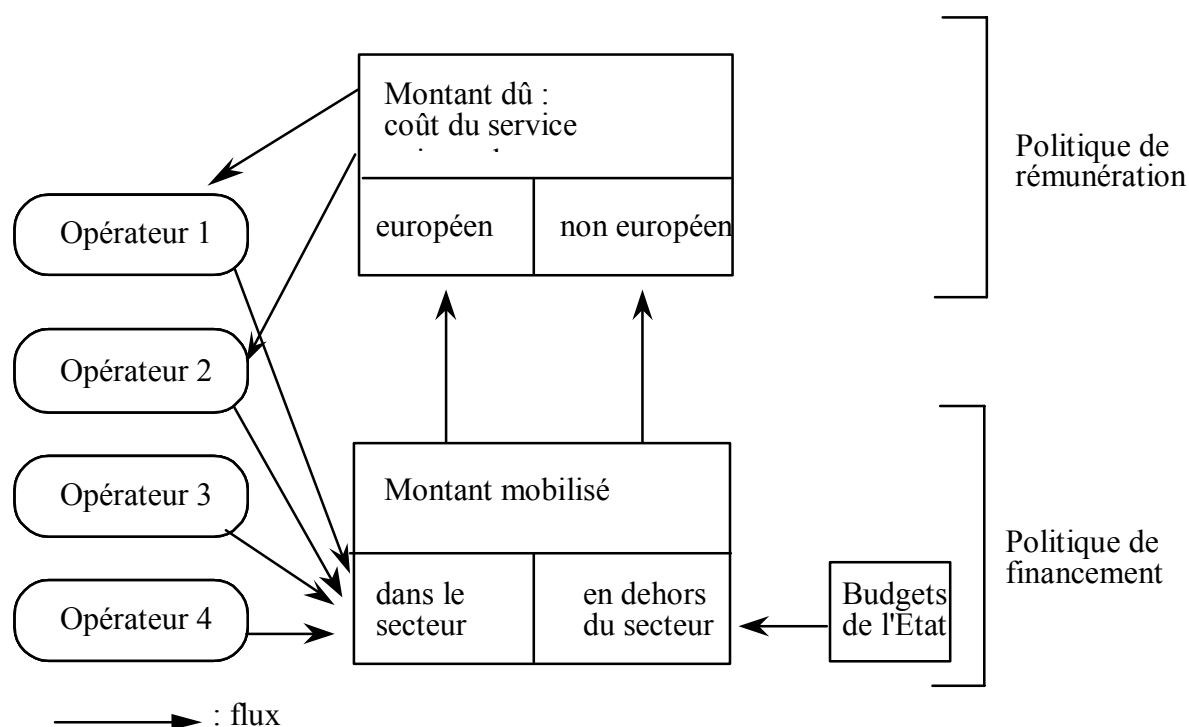 Montant dû :
coût du service
européen
non européen
Politique de
rémunération
Opérateur 1
Opérateur 2
Opérateur 3
Opérateur 4
Montant mobilisé
dans le
secteur
en dehors
du secteur
Budgets
de l'Etat
Politique de
financement
: flux